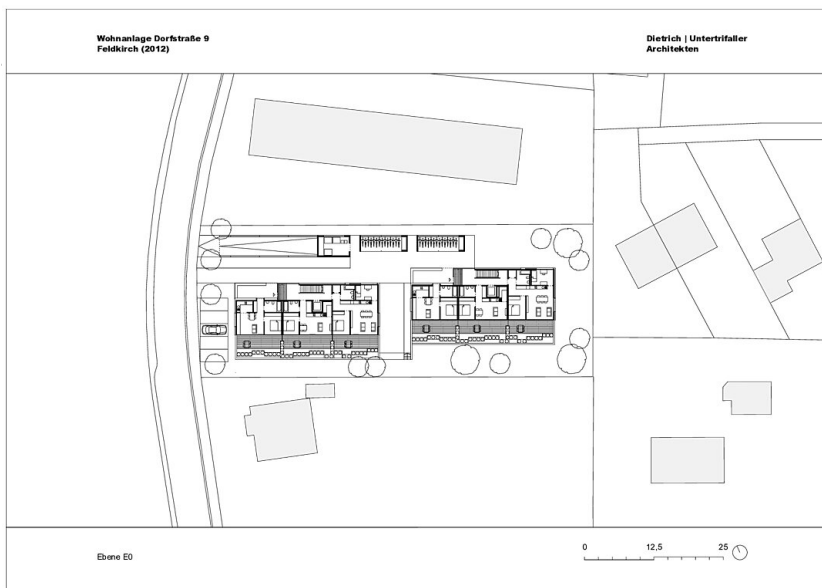 Wohnanlage Dorfstraße 9
Feldkirch (2012)
Dietrich | Untertrifaller
Architekten
Ebene E0
0 12,5 25